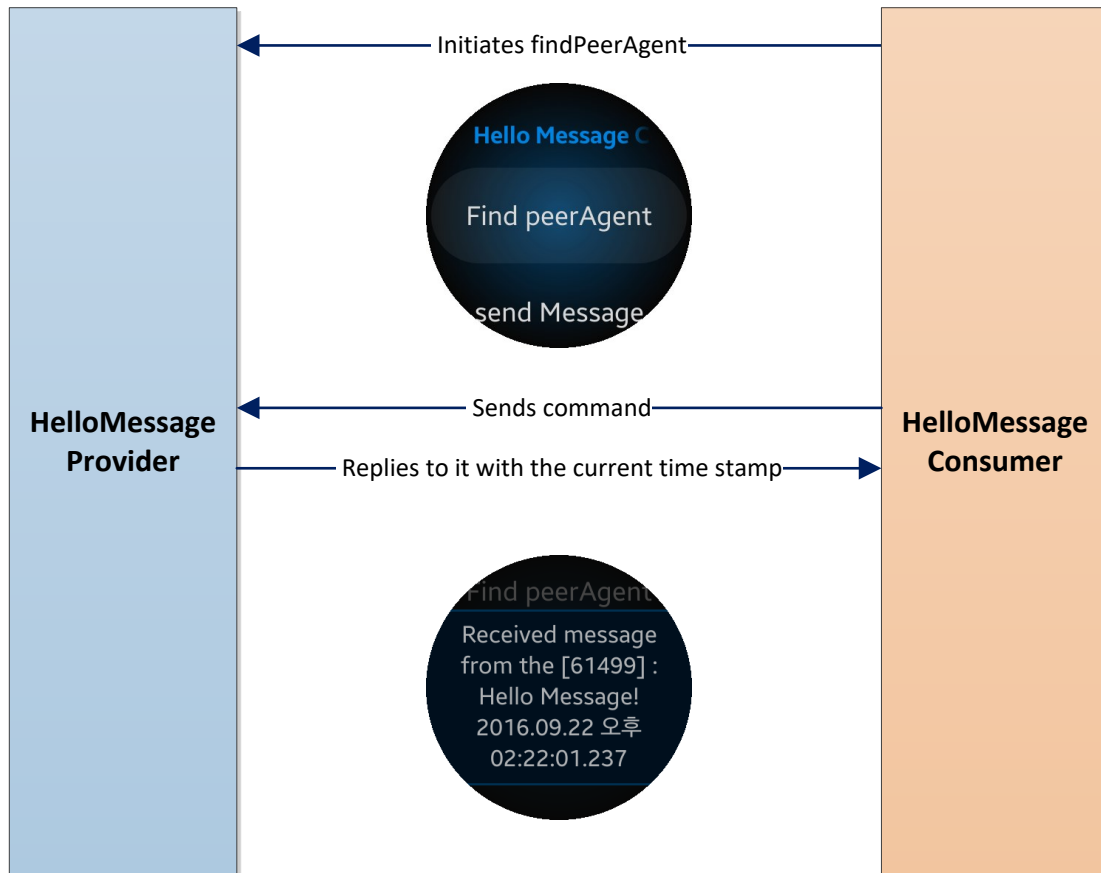 Initiates findPeerAgent
Hello Message C
Find peerAgent
send Message
HelloMessage
Provider
Sends command
Replies to it with the current time stamp
HelloMessage
Consumer
Find peerAgent
Received message
from the [61499] :
Hello Message!
2016.09.22 오후
02:22:01.237